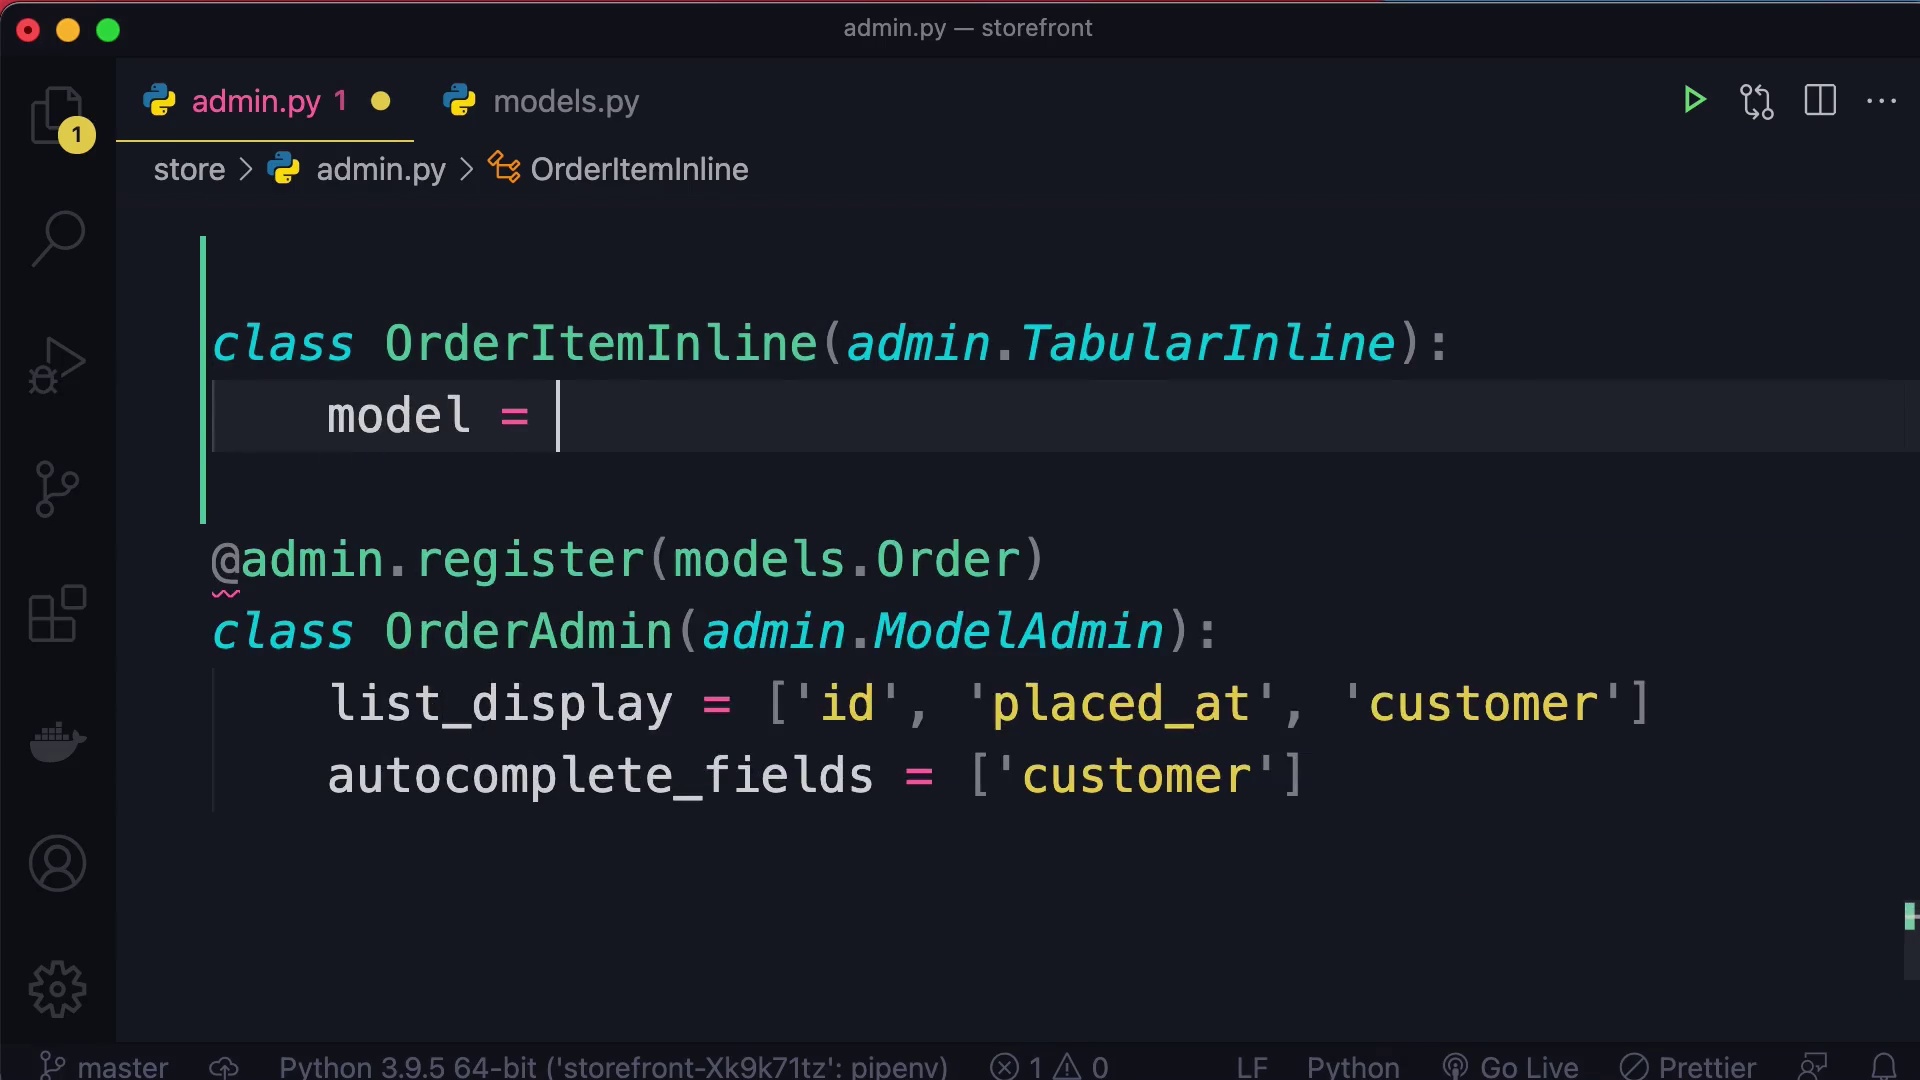 admin.py — storefront
admin.py 1
models.py
1
store > admin.py > OrderItemInline
class OrderItemInline(admin.TabularInline):
model =
@admin.register(models.Order)
class OrderAdmin(admin.ModelAdmin):
list_display = ['id', 'placed_at', 'customer']
autocomplete_fields = ['customer']
master Python 3.9.5 64-bit ('storefront-Xk9k71tz': pipenv) 1 0 LF Python Go Live Prettier